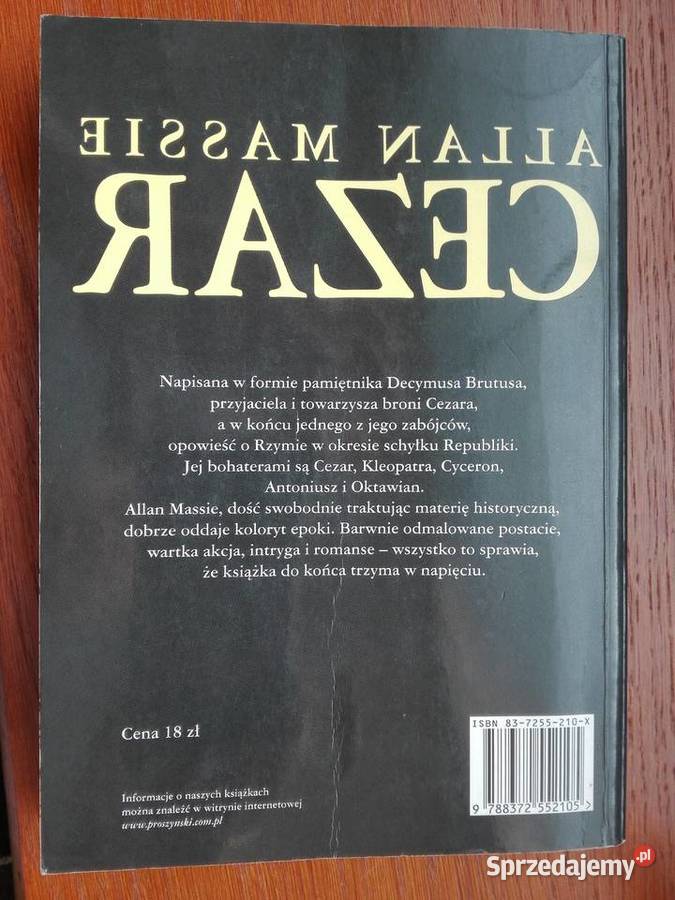 ALLAN MASSIE
CEZAR
Napisana w formie pamiętnika Decymusa Brutusa,
przyjaciela i towarzysza broni Cezara,
a w końcu jednego z jego zabójców,
opowieść o Rzymie w okresie schyłku Republiki.
Jej bohaterami są Cezar, Kleopatra, Cyceron,
Antoniusz i Oktawian.
Allan Massie, dość swobodnie traktując materię historyczną,
dobrze oddaje koloryt epoki. Barwnie odmalowane postacie,
wartka akcja, intryga i romanse – wszystko to sprawia,
że książka do końca trzyma w napięciu.
Cena 18 zł
ISBN 83-7255-210-X
9 788372 552105 >
Informacje o naszych książkach
można znaleźć w witrynie internetowej
www.proszynski.com.pl
Sprzedajemy.pl